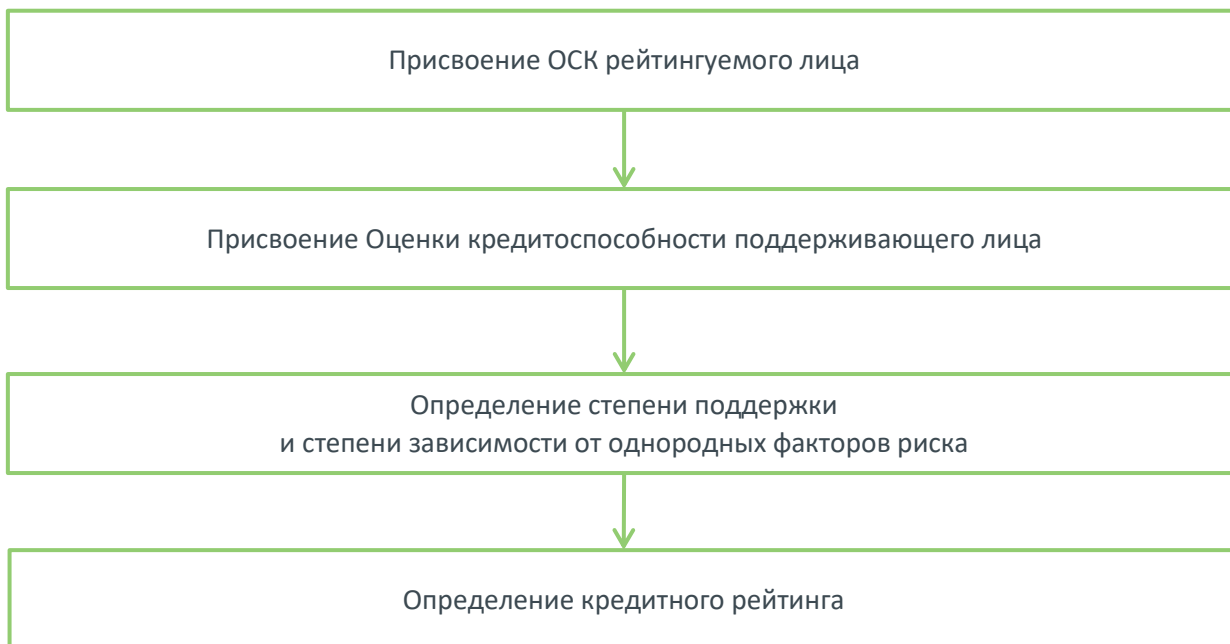 Присвоение ОСК рейтингуемого лица
Присвоение Оценки кредитоспособности поддерживающего лица
Определение степени поддержки
и степени зависимости от однородных факторов риска
Определение кредитного рейтинга